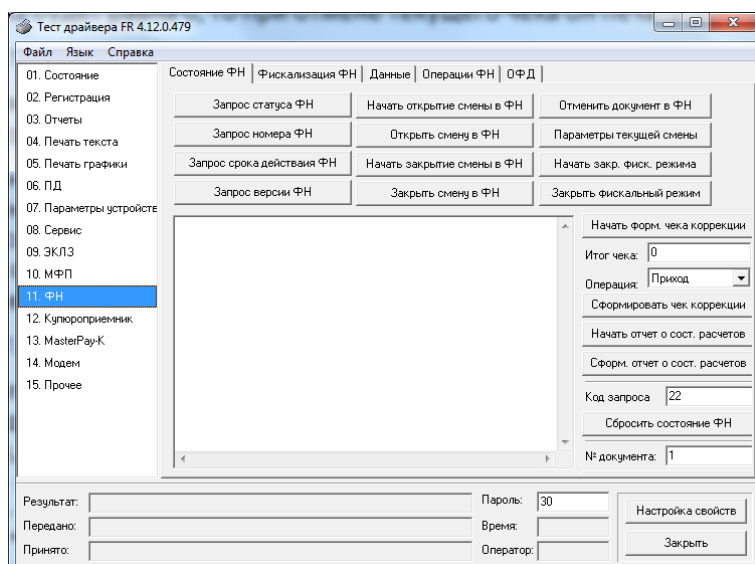 Тест драйвера FR 4.12.0.479
Файл Язык Справка
01. Состояние
02. Регистрация
03. Отчеты
04. Печать текста
05. Печать графики
06. ПД
07. Параметры устройств
08. Сервис
09. ЭКЛЗ
10. МФП
11. ФН
12. Купюроприемник
13. MasterPay-K
14. Модем
15. Прочее
Состояние ФН Фискализация ФН Данные Операции ФН ОФД
Запрос статуса ФН Начать открытие смены в ФН Отменить документ в ФН
Запрос номера ФН Открыть смену в ФН Параметры текущей смены
Запрос срока действаия ФН Начать закрытие смены в ФН Начать закр. фиск. режима
Запрос версии ФН Закрыть смену в ФН Закрыть фискальный режим
Начать форм. чека коррекции
Итог чека: 0
Операция: Приход
Сформировать чек коррекции
Начать отчет о сост. расчетов
Сформ. отчет о сост. расчетов
Код запроса 22
Сбросить состояние ФН
№ документа: 1
Результат: Пароль: 30 Настройка свойств
Передано: Время:
Принято: Оператор: Закрыть